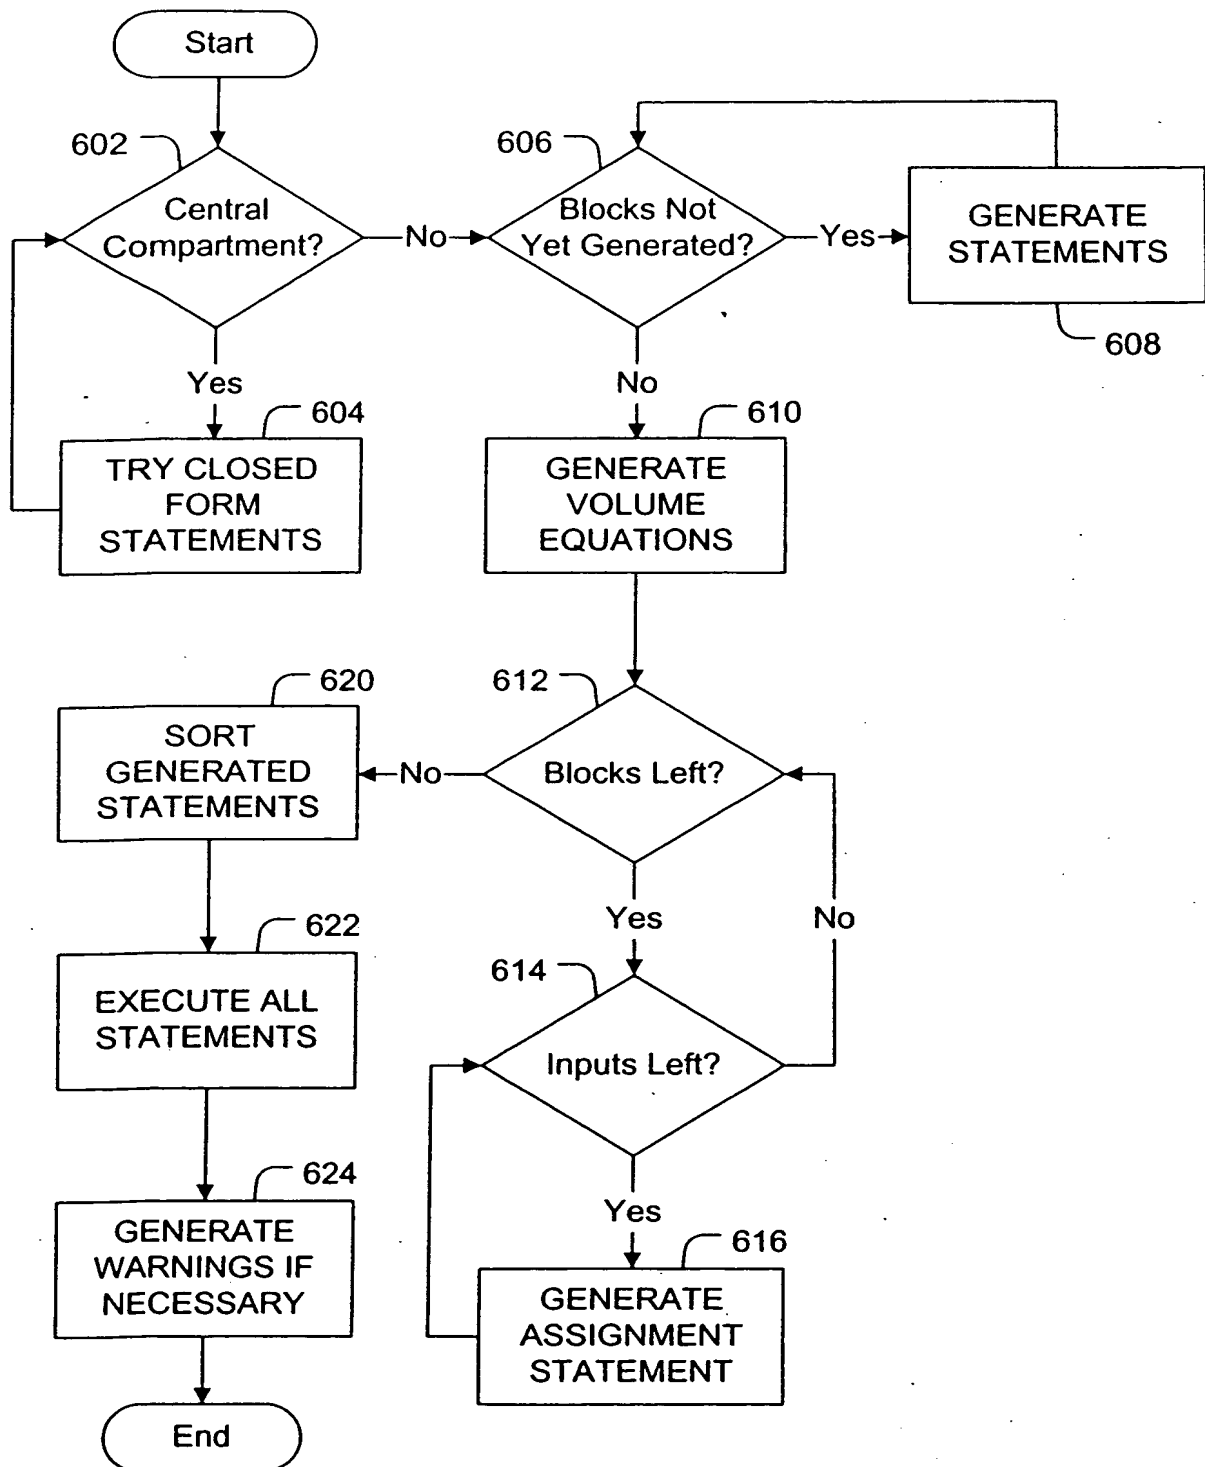 Start
602
Central
Compartment?
No
606
Blocks Not
Yet Generated?
Yes
GENERATE
STATEMENTS
608
Yes
604
TRY CLOSED
FORM
STATEMENTS
No
610
GENERATE
VOLUME
EQUATIONS
612
Blocks Left?
No
620
SORT
GENERATED
STATEMENTS
Yes
No
614
Inputs Left?
622
EXECUTE ALL
STATEMENTS
Yes
616
GENERATE
ASSIGNMENT
STATEMENT
624
GENERATE
WARNINGS IF
NECESSARY
End